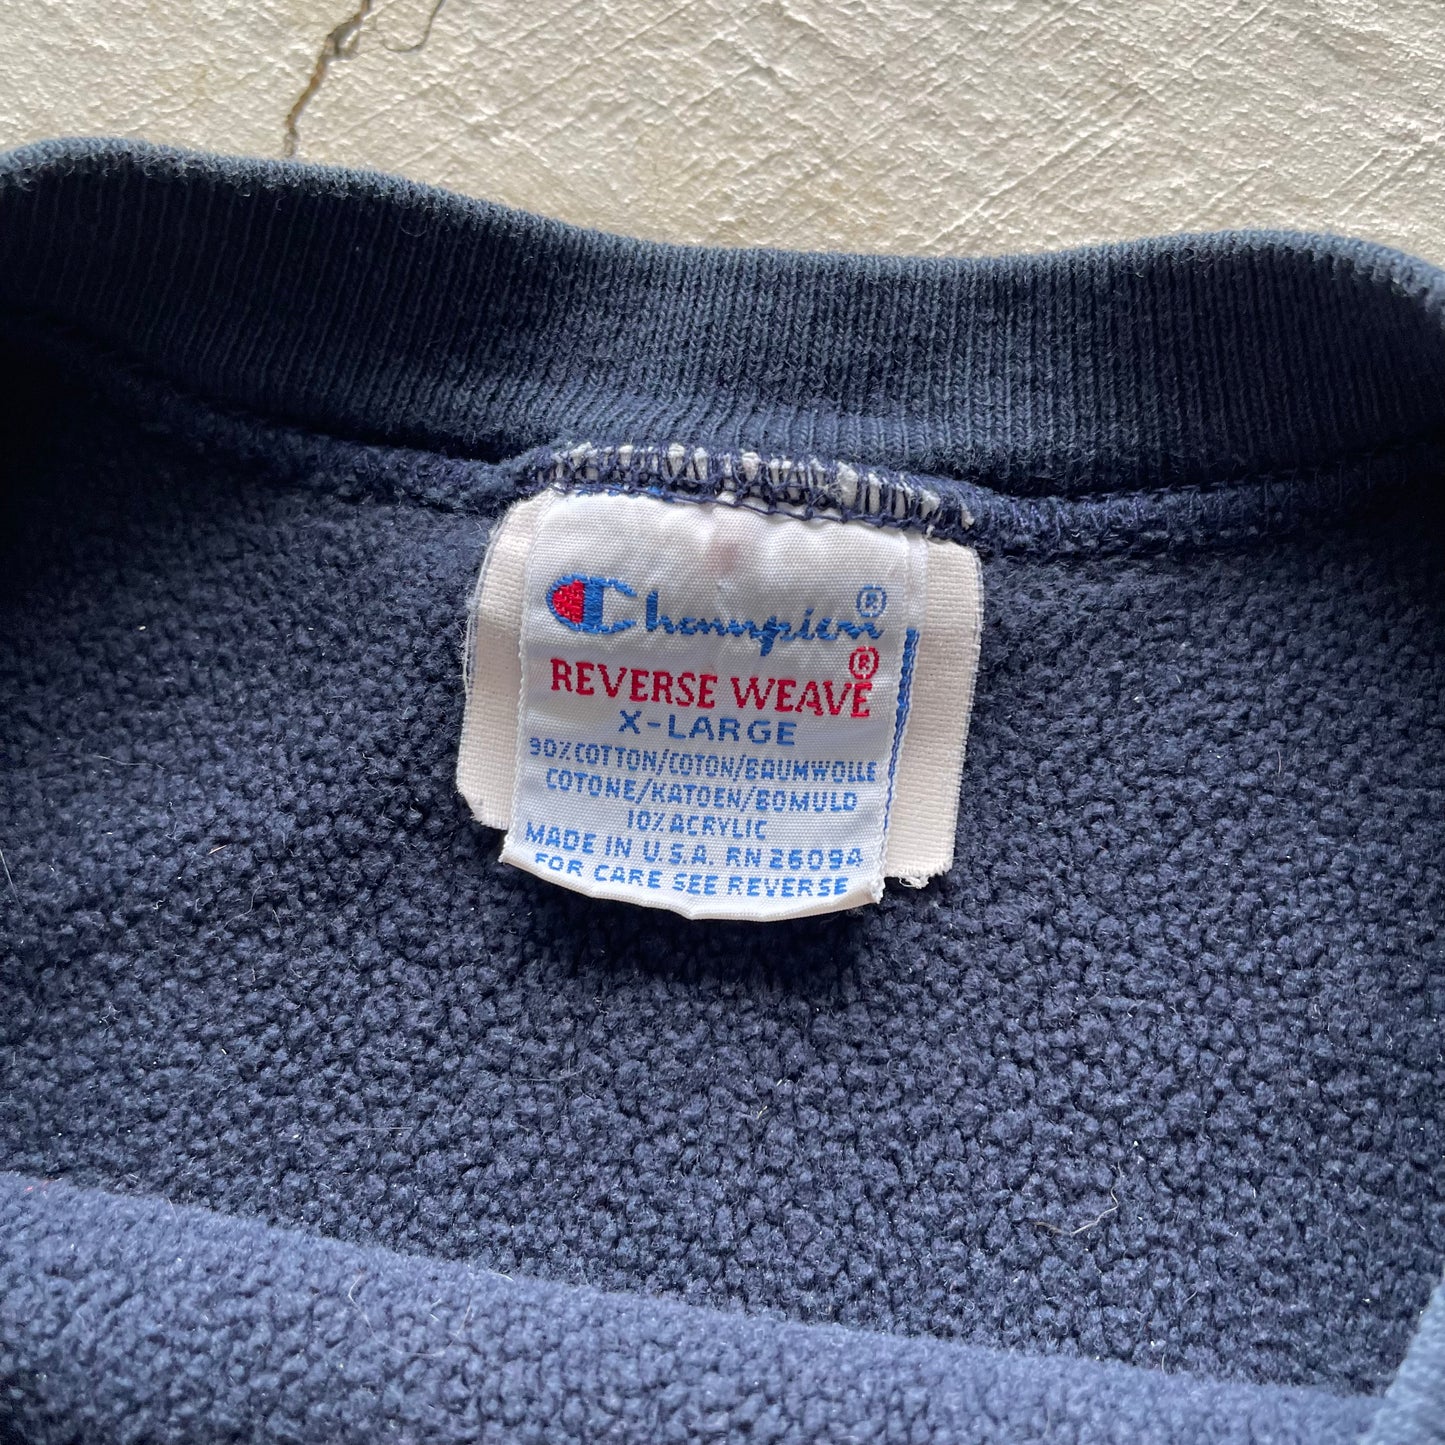 Champion®
REVERSE WEAVE®
X-LARGE
90% COTTON/COTON/BAUMWOLLE
COTONE/KATOEN/BOMULD
10% ACRYLIC
MADE IN U.S.A. RN 26094
FOR CARE SEE REVERSE